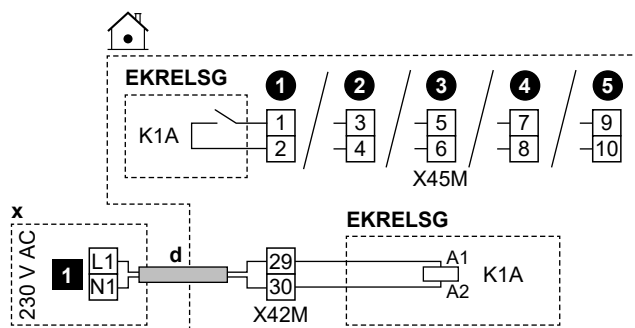 EKRELSG 1 2 3 4 5
K1A 1 3 5 7 9
2 4 6 8 10
X45M
x EKRELSG
230 V AC 1 L1 d 29 A1 K1A
N1 30 A2
X42M